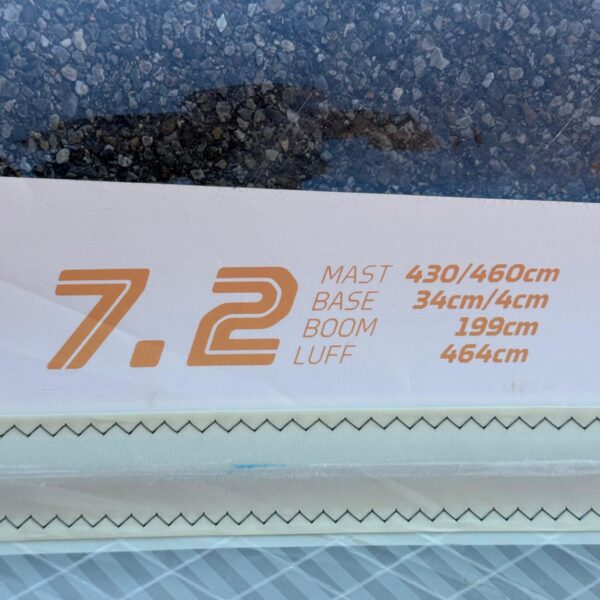 7.2
MAST 430/460cm
BASE 34cm/4cm
BOOM 199cm
LUFF 464cm